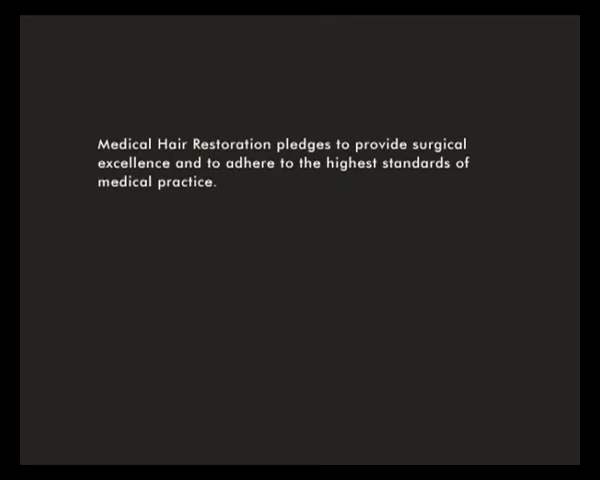 Medical Hair Restoration pledges to provide surgical
excellence and to adhere to the highest standards of
medical practice.